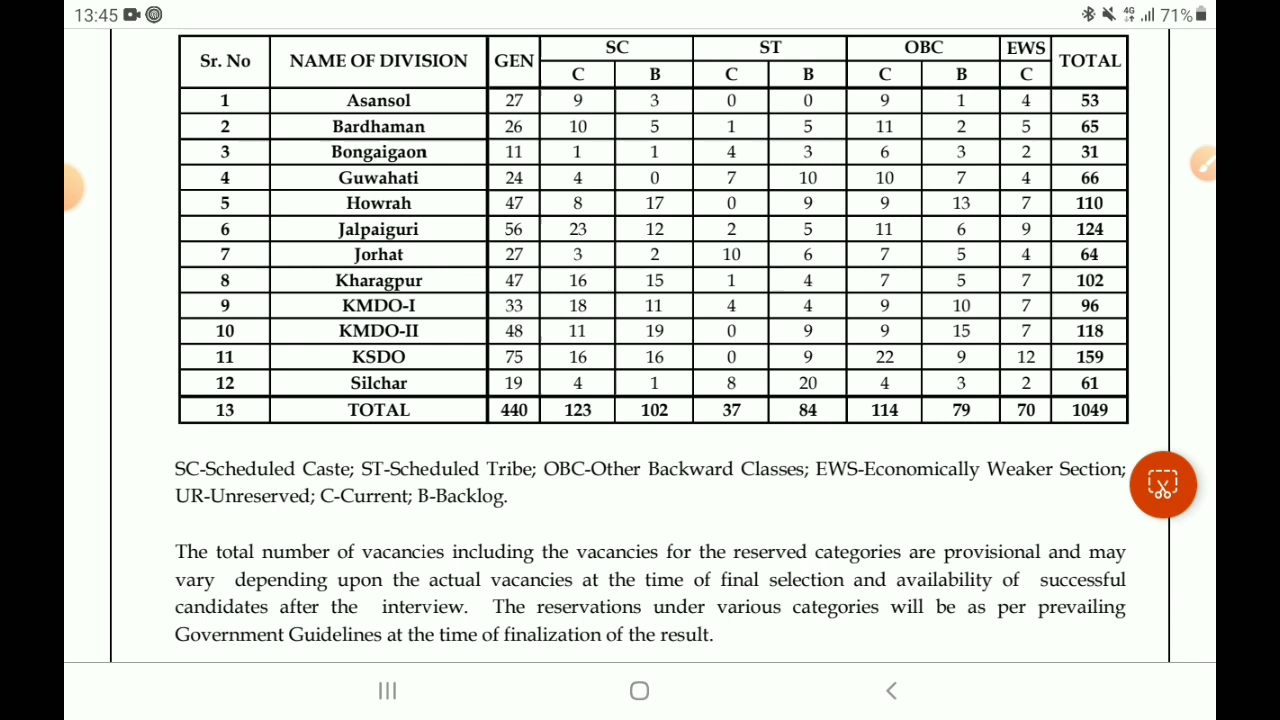 13:45 4G 71%
Sr. No NAME OF DIVISION GEN SC ST OBC EWS TOTAL
C B C B C B C
1 Asansol 27 9 3 0 0 9 1 4 53
2 Bardhaman 26 10 5 1 5 11 2 5 65
3 Bongaigaon 11 1 1 4 3 6 3 2 31
4 Guwahati 24 4 0 7 10 10 7 4 66
5 Howrah 47 8 17 0 9 9 13 7 110
6 Jalpaiguri 56 23 12 2 5 11 6 9 124
7 Jorhat 27 3 2 10 6 7 5 4 64
8 Kharagpur 47 16 15 1 4 7 5 7 102
9 KMDO-I 33 18 11 4 4 9 10 7 96
10 KMDO-II 48 11 19 0 9 9 15 7 118
11 KSDO 75 16 16 0 9 22 9 12 159
12 Silchar 19 4 1 8 20 4 3 2 61
13 TOTAL 440 123 102 37 84 114 79 70 1049
SC-Scheduled Caste; ST-Scheduled Tribe; OBC-Other Backward Classes; EWS-Economically Weaker Section;
UR-Unreserved; C-Current; B-Backlog.
The total number of vacancies including the vacancies for the reserved categories are provisional and may
vary depending upon the actual vacancies at the time of final selection and availability of successful
candidates after the interview. The reservations under various categories will be as per prevailing
Government Guidelines at the time of finalization of the result.